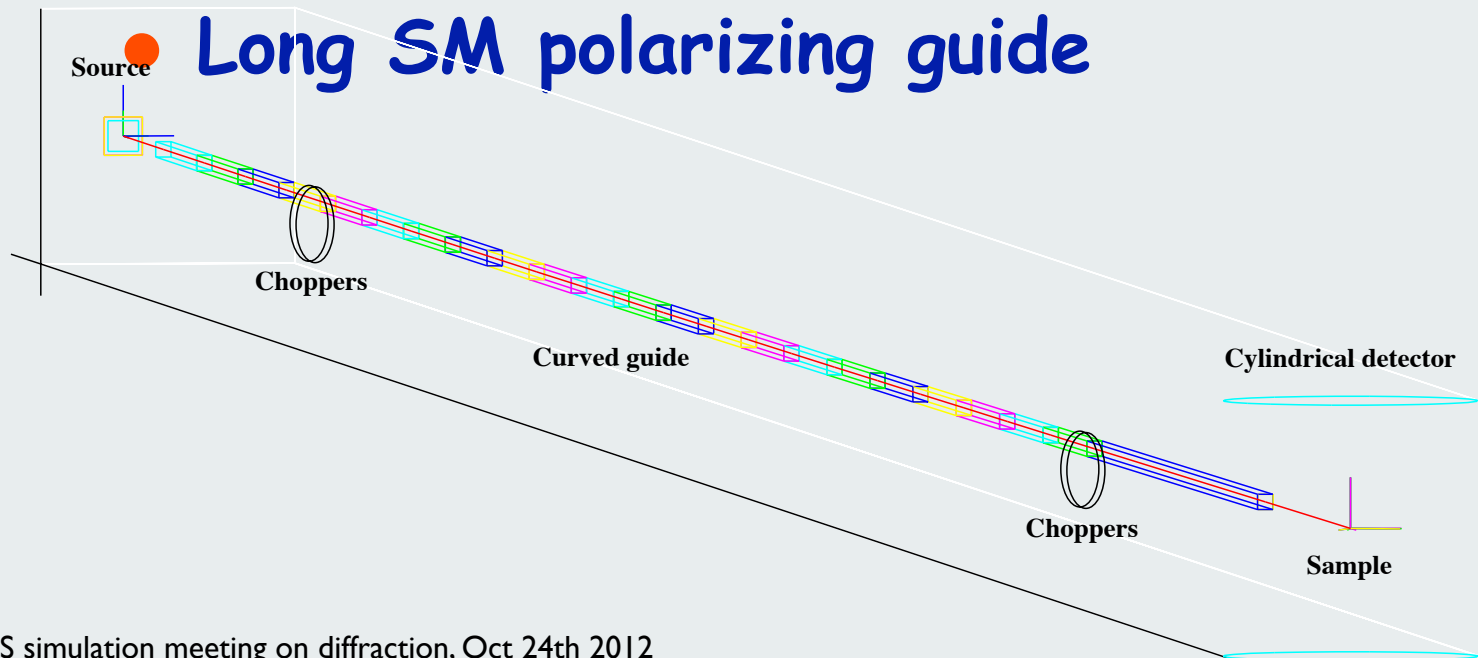 Long SM polarizing guide
Source
Choppers
Curved guide
Cylindrical detector
Choppers
Sample
S simulation meeting on diffraction, Oct 24th 2012